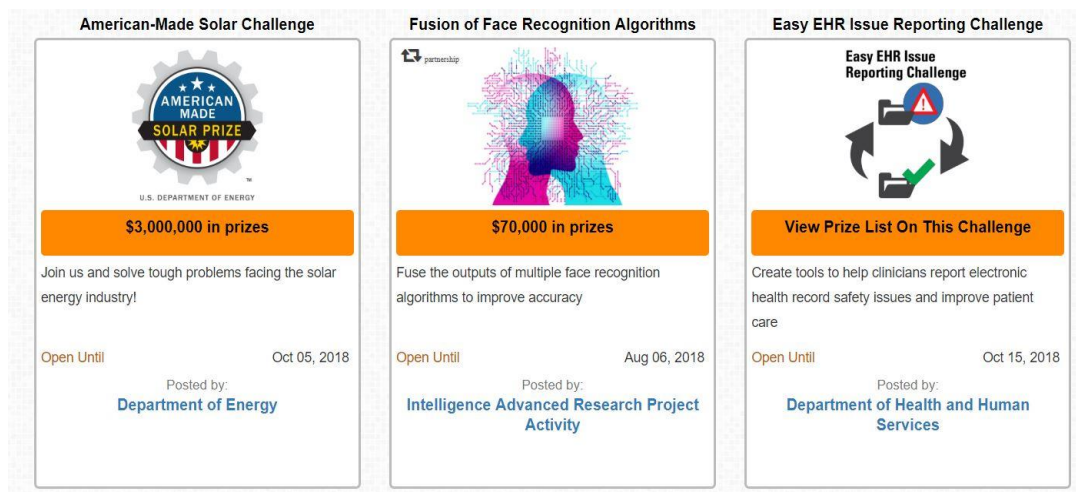 American-Made Solar Challenge
AMERICAN
MADE
SOLAR PRIZE
TM
U.S. DEPARTMENT OF ENERGY
$3,000,000 in prizes
Join us and solve tough problems facing the solar
energy industry!
Open Until Oct 05, 2018
Posted by:
Department of Energy
Fusion of Face Recognition Algorithms
partnership
$70,000 in prizes
Fuse the outputs of multiple face recognition
algorithms to improve accuracy
Open Until Aug 06, 2018
Posted by:
Intelligence Advanced Research Project
Activity
Easy EHR Issue Reporting Challenge
Easy EHR Issue
Reporting Challenge
View Prize List On This Challenge
Create tools to help clinicians report electronic
health record safety issues and improve patient
care
Open Until Oct 15, 2018
Posted by:
Department of Health and Human
Services